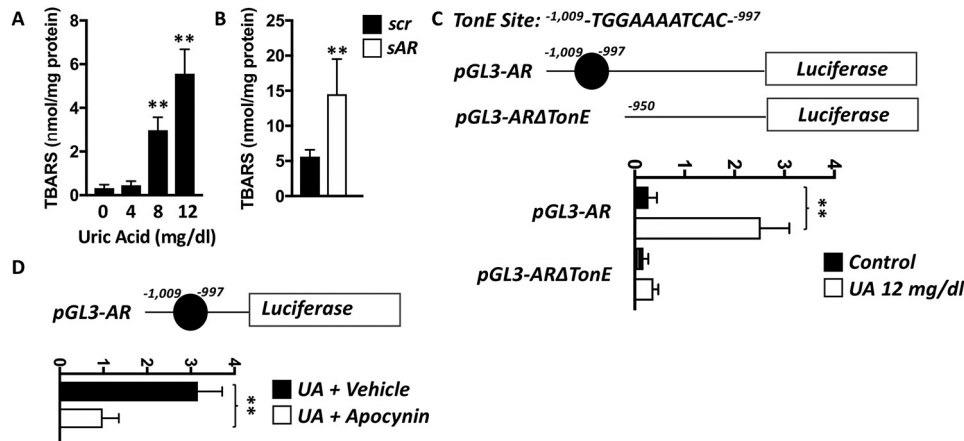 A
TBARS (nmol/mg protein)
8
6
4
2
0
**
**
0 4 8 12
Uric Acid (mg/dl)
B
TBARS (nmol/mg protein)
25
20
15
10
5
0
**
scr
sAR
C
TonE Site: -1,009-TGGAAAATCAC--997
-1,009 -997
pGL3-AR
Luciferase
pGL3-ARΔTonE
-950
Luciferase
0 1 2 3 4
pGL3-AR
**
pGL3-ARΔTonE
Control
UA 12 mg/dl
D
-1,009 -997
pGL3-AR
Luciferase
0 1 2 3 4
UA + Vehicle
UA + Apocynin
**